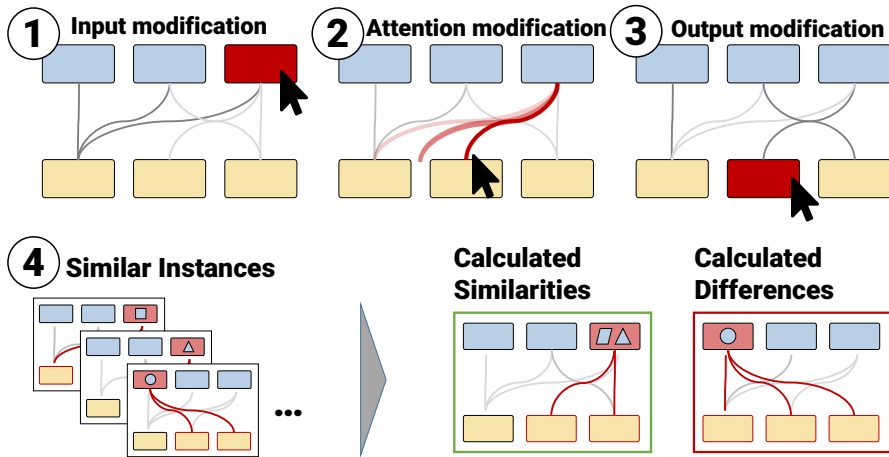 1 Input modification
2 Attention modification
3 Output modification
4 Similar Instances
...
Calculated
Similarities
Calculated
Differences